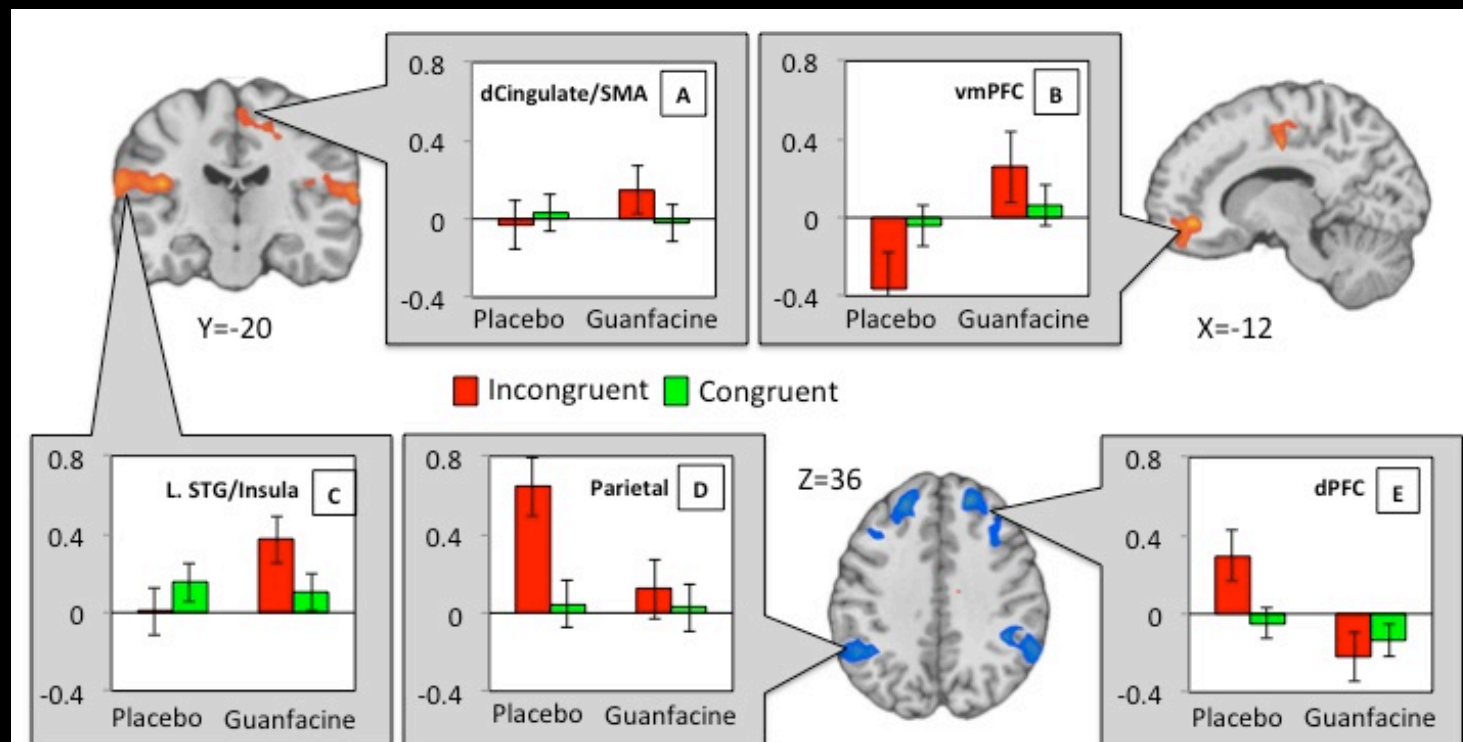 0.8
dCingulate/SMA A
0.4
0
-0.4
Placebo Guanfacine
0.8
vmPFC B
0.4
0
-0.4
Placebo Guanfacine
Y=-20
X=-12
Incongruent Congruent
0.8
L. STG/Insula C
0.4
0
-0.4
Placebo Guanfacine
0.8
Parietal D
0.4
0
-0.4
Placebo Guanfacine
Z=36
0.8
dPFC E
0.4
0
-0.4
Placebo Guanfacine